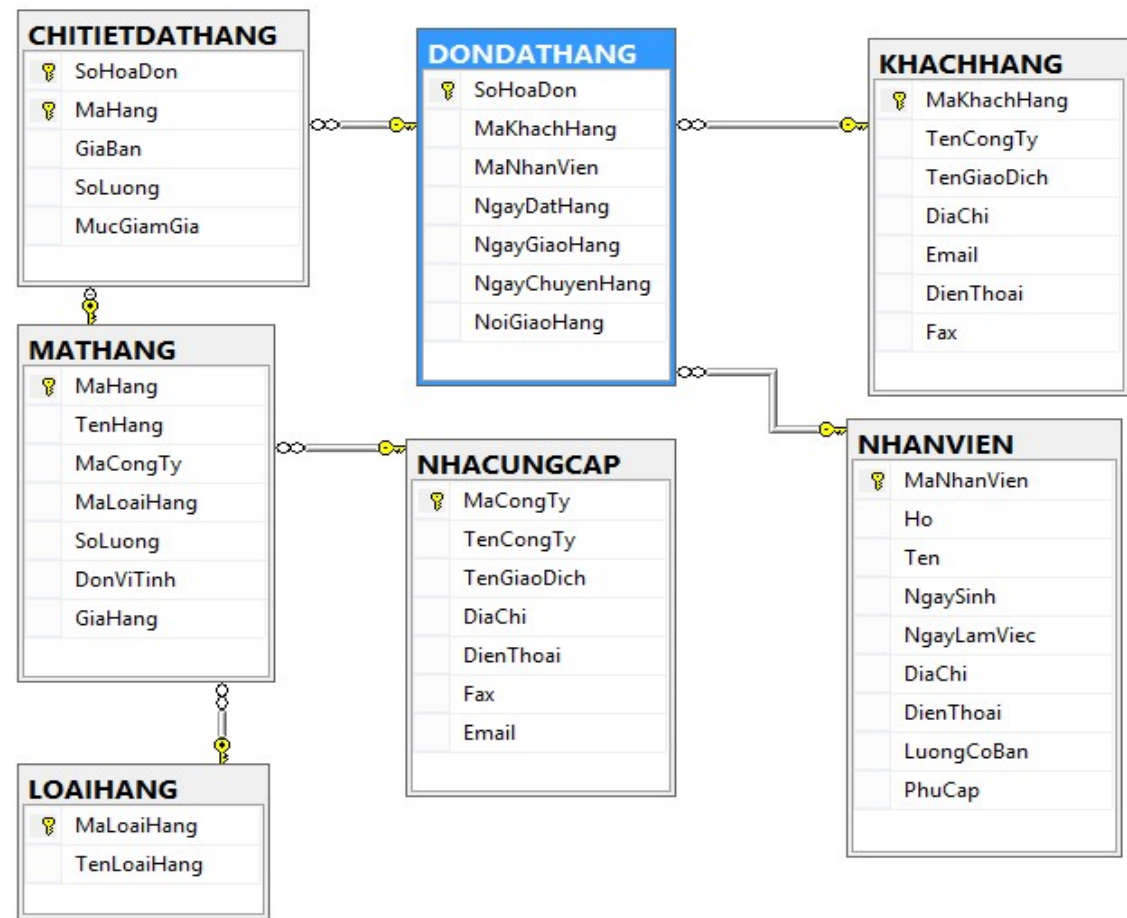 CHITIETDATHANG
SoHoaDon
MaHang
GiaBan
SoLuong
MucGiamGia
DONDATHANG
SoHoaDon
MaKhachHang
MaNhanVien
NgayDatHang
NgayGiaoHang
NgayChuyenHang
NoiGiaoHang
KHACHHANG
MaKhachHang
TenCongTy
TenGiaoDich
DiaChi
Email
DienThoai
Fax
MATHANG
MaHang
TenHang
MaCongTy
MaLoaiHang
SoLuong
DonViTinh
GiaHang
NHACUNGCAP
MaCongTy
TenCongTy
TenGiaoDich
DiaChi
DienThoai
Fax
Email
NHANVIEN
MaNhanVien
Ho
Ten
NgaySinh
NgayLamViec
DiaChi
DienThoai
LuongCoBan
PhuCap
LOAIHANG
MaLoaiHang
TenLoaiHang